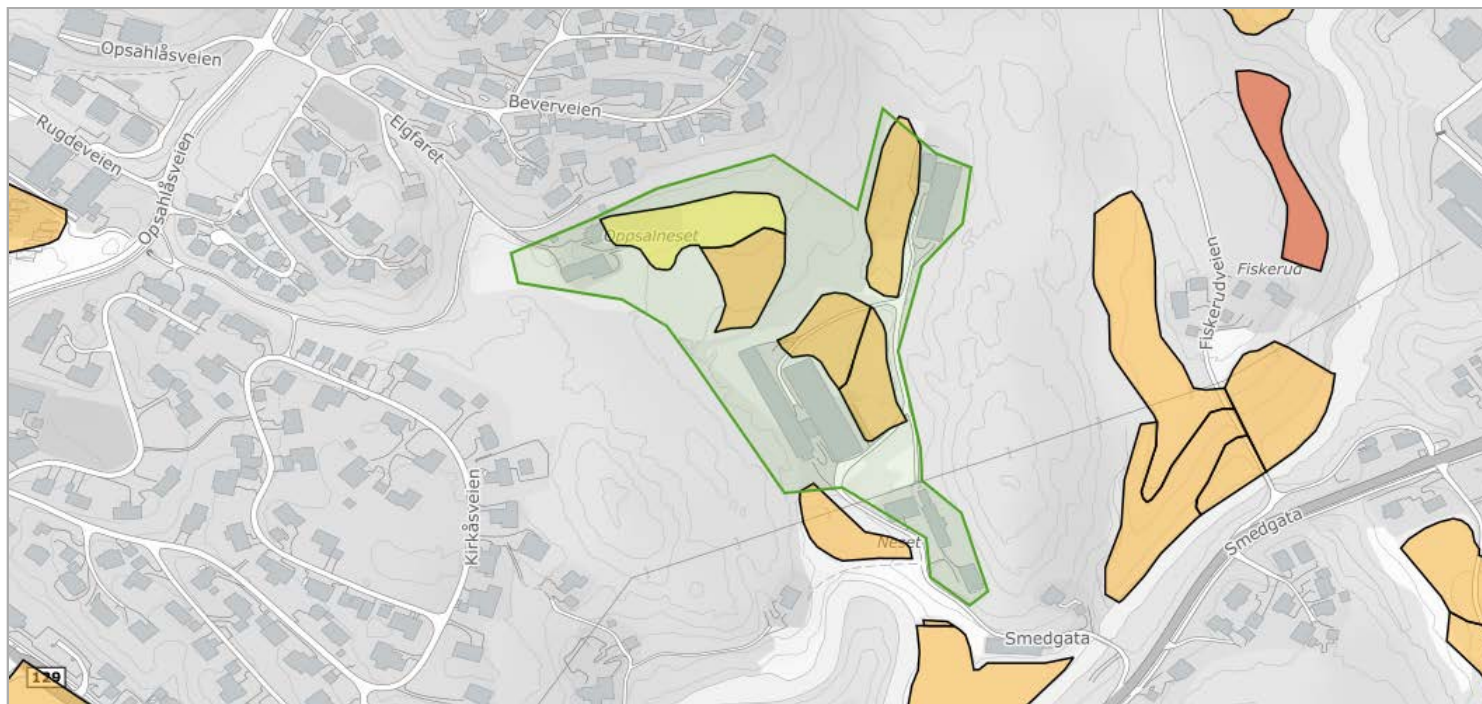 Opsahlåsveien
Beverveien
Rugdeveien
Elgfaret
Opsahlåsveien
Oppsalneset
Fiskerud
Fiskerudveien
Kirkåsveien
Smedgata
Neset
Smedgata
129